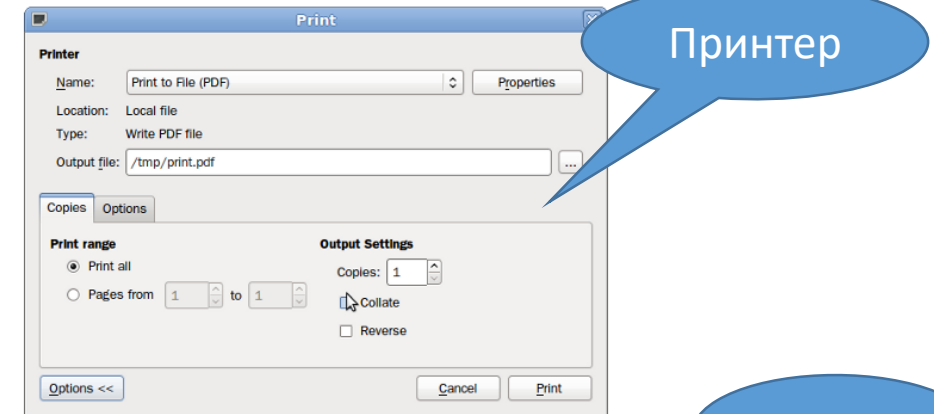 Print
Принтер
Printer
Name: Print to File (PDF) Properties
Location: Local file
Type: Write PDF file
Output file: /tmp/print.pdf ...
Copies Options
Print range Output Settings
Print all Copies: 1
Pages from 1 to 1 Collate
Reverse
Options << Cancel Print